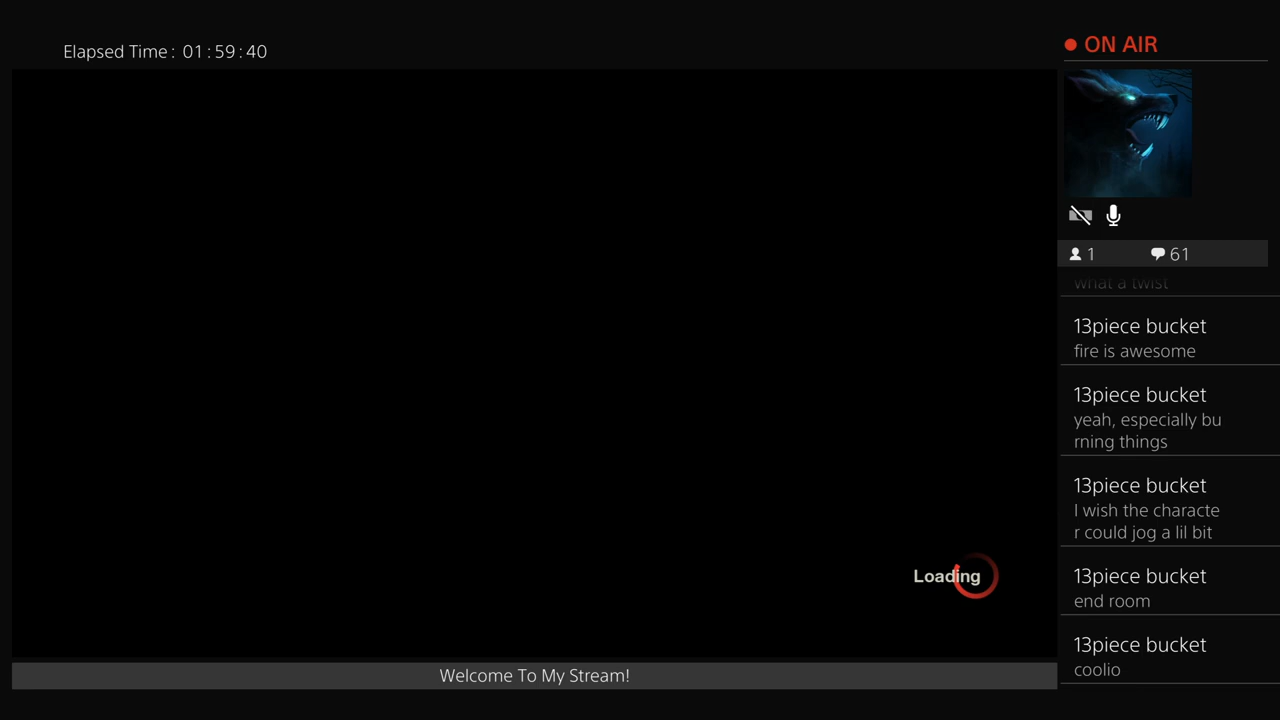 Elapsed Time: 01:59:40
ON AIR
1
61
what a twist
13piece bucket
fire is awesome
13piece bucket
yeah, especially bu
rning things
13piece bucket
I wish the characte
r could jog a lil bit
13piece bucket
end room
13piece bucket
coolio
Loading
Welcome To My Stream!